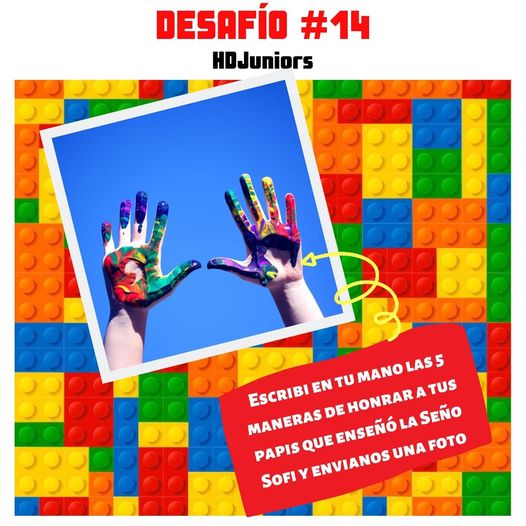 DESAFÍO #14
HDJuniors
Escribi en tu mano las 5
maneras de honrar a tus
papis que enseñó la Seño
Sofi y envianos una foto